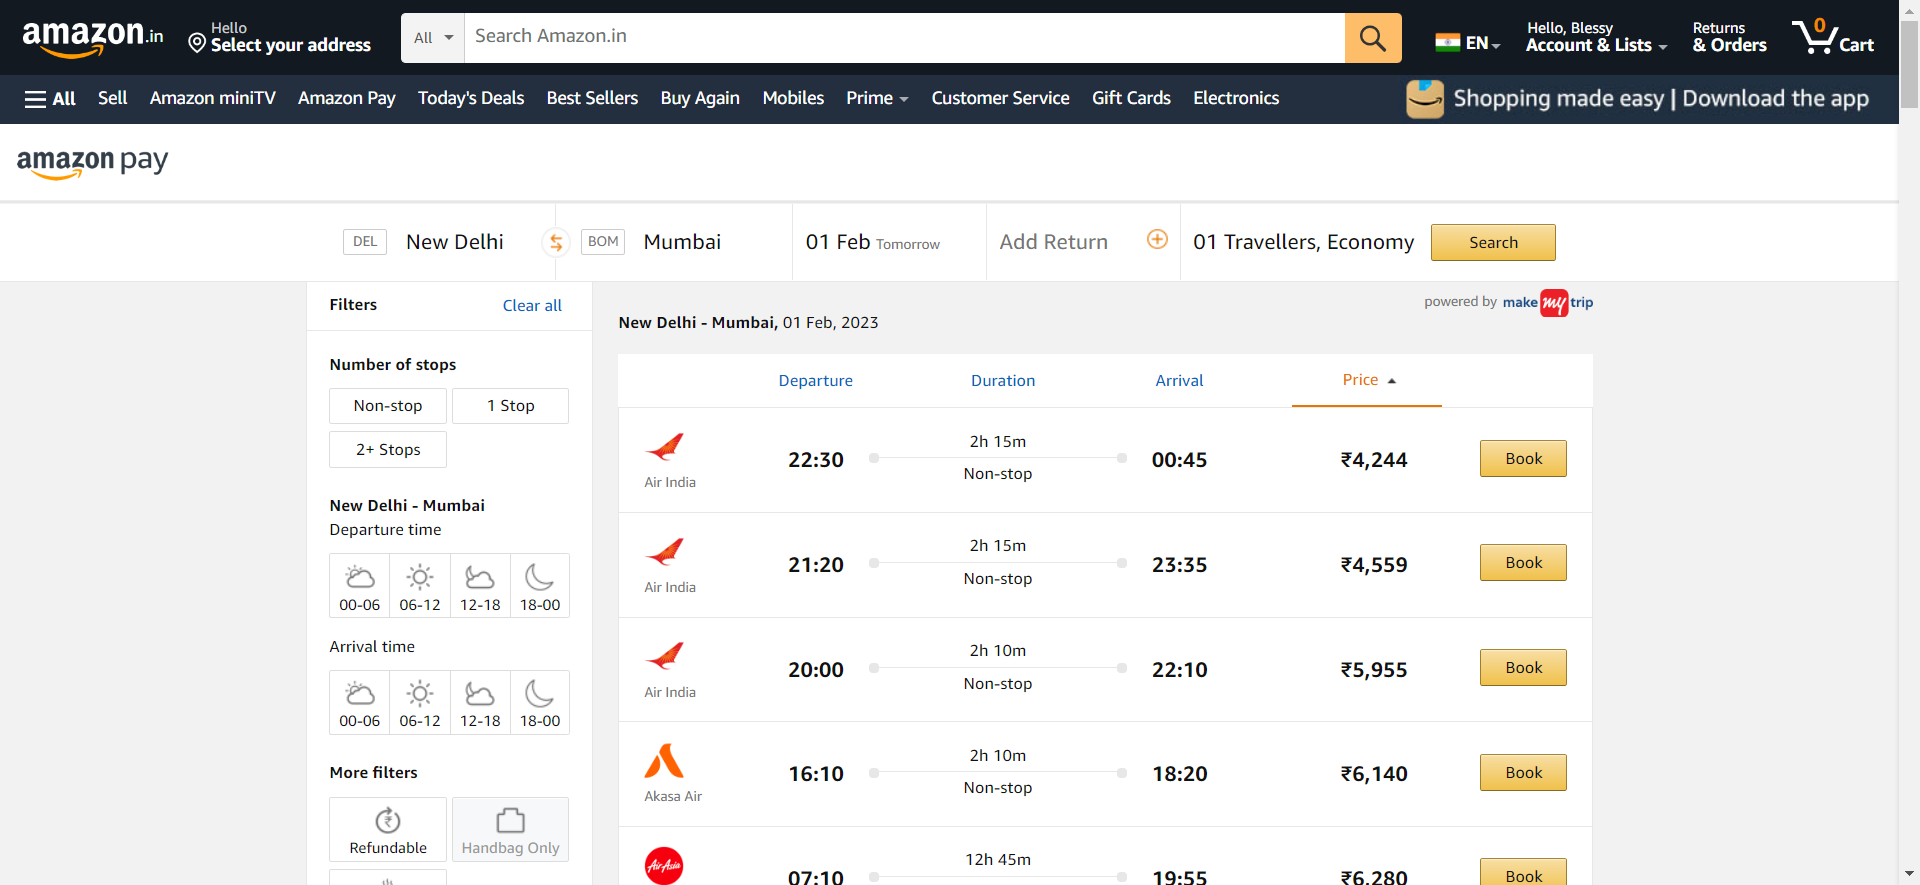 amazon.in
Hello
Select your address
All
Search Amazon.in
EN
Hello, Blessy
Account & Lists
Returns
& Orders
0
Cart
All
Sell
Amazon miniTV
Amazon Pay
Today's Deals
Best Sellers
Buy Again
Mobiles
Prime
Customer Service
Gift Cards
Electronics
Shopping made easy | Download the app
amazon pay
DEL
New Delhi
BOM
Mumbai
01 Feb Tomorrow
Add Return
01 Travellers, Economy
Search
Filters
Clear all
Number of stops
Non-stop
1 Stop
2+ Stops
New Delhi - Mumbai
Departure time
00-06
06-12
12-18
18-00
Arrival time
00-06
06-12
12-18
18-00
More filters
Refundable
Handbag Only
powered by make my trip
New Delhi - Mumbai, 01 Feb, 2023
Departure
Duration
Arrival
Price
Air India
22:30
2h 15m
Non-stop
00:45
₹4,244
Book
Air India
21:20
2h 15m
Non-stop
23:35
₹4,559
Book
Air India
20:00
2h 10m
Non-stop
22:10
₹5,955
Book
Akasa Air
16:10
2h 10m
Non-stop
18:20
₹6,140
Book
AirAsia
07:10
12h 45m
19:55
₹6,280
Book